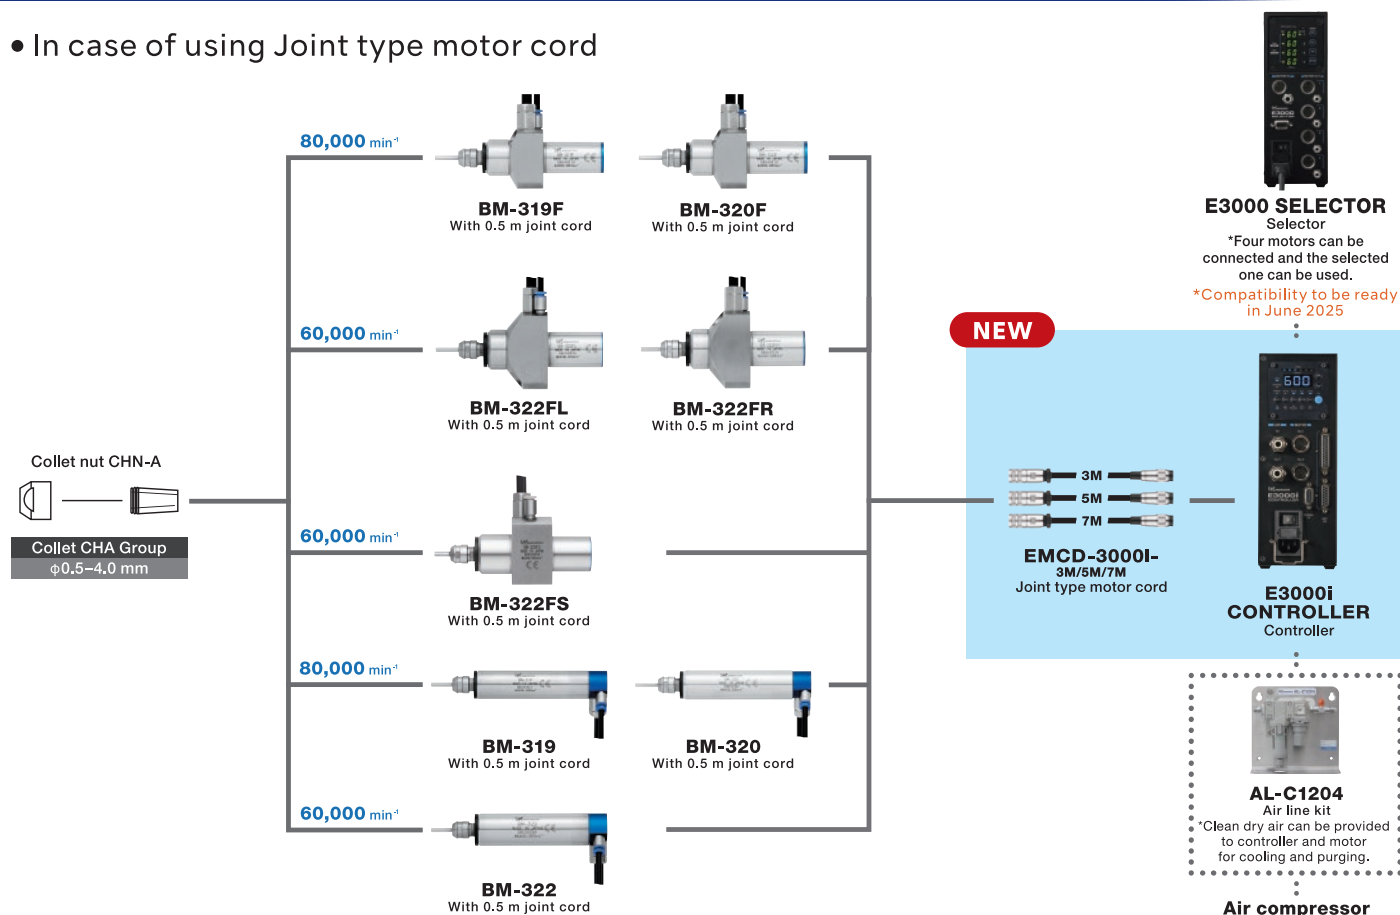 • In case of using Joint type motor cord
E3000 SELECTOR
Selector
*Four motors can be
connected and the selected
one can be used.
*Compatibility to be ready
in June 2025
80,000 min⁻¹
BM-319F
With 0.5 m joint cord
BM-320F
With 0.5 m joint cord
60,000 min⁻¹
BM-322FL
With 0.5 m joint cord
BM-322FR
With 0.5 m joint cord
NEW
600
Collet nut CHN-A
Collet CHA Group
φ0.5–4.0 mm
60,000 min⁻¹
BM-322FS
With 0.5 m joint cord
3M
5M
7M
EMCD-3000I-
3M/5M/7M
Joint type motor cord
E3000i
CONTROLLER
E3000i
CONTROLLER
Controller
80,000 min⁻¹
BM-319
With 0.5 m joint cord
BM-320
With 0.5 m joint cord
60,000 min⁻¹
BM-322
With 0.5 m joint cord
AL-C1204
Air line kit
*Clean dry air can be provided
to controller and motor
for cooling and purging.
Air compressor